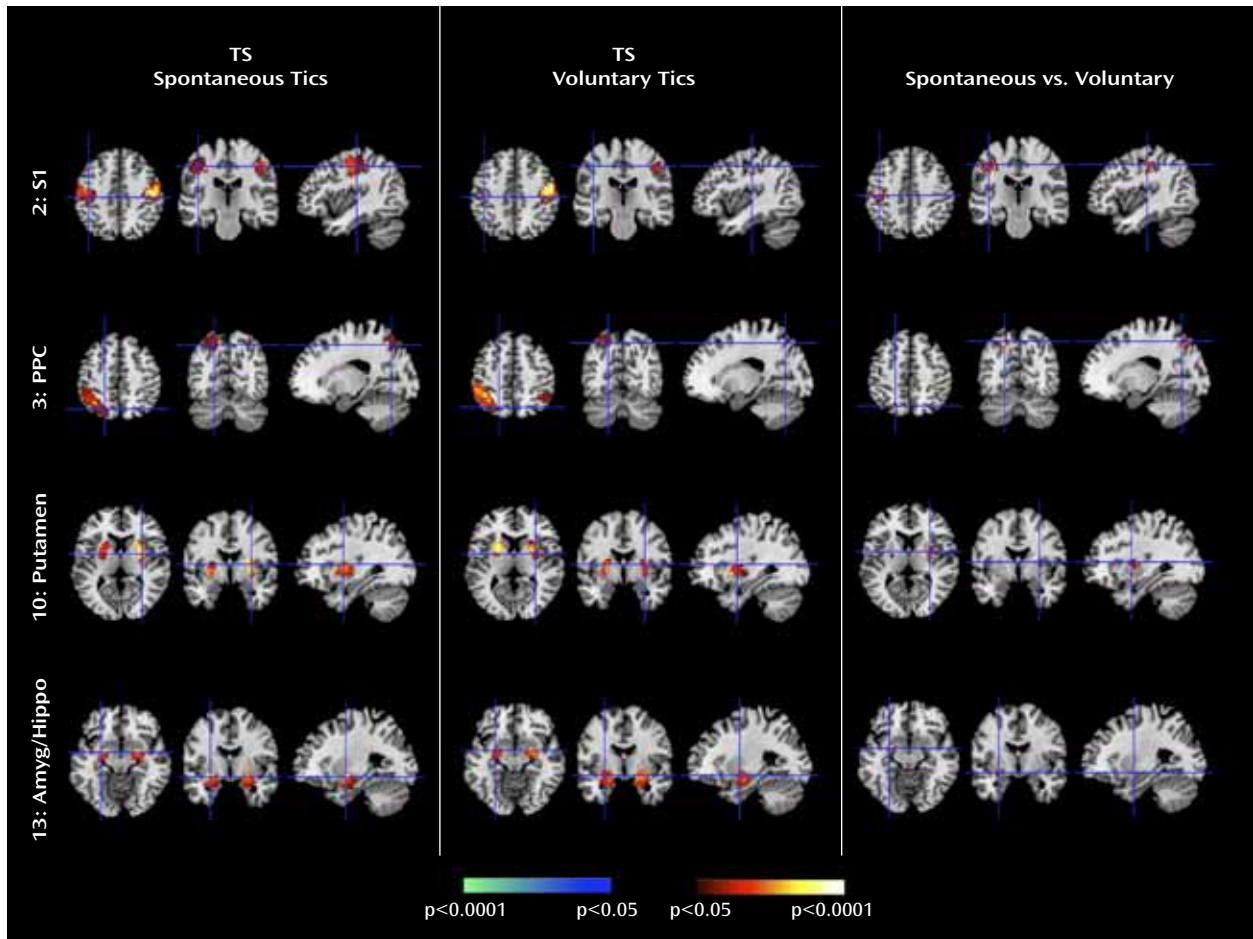 TS
Spontaneous Tics
TS
Voluntary Tics
Spontaneous vs. Voluntary
2: S1
3: PPC
10: Putamen
13: Amyg/Hippo
p<0.0001
p<0.05
p<0.05
p<0.0001